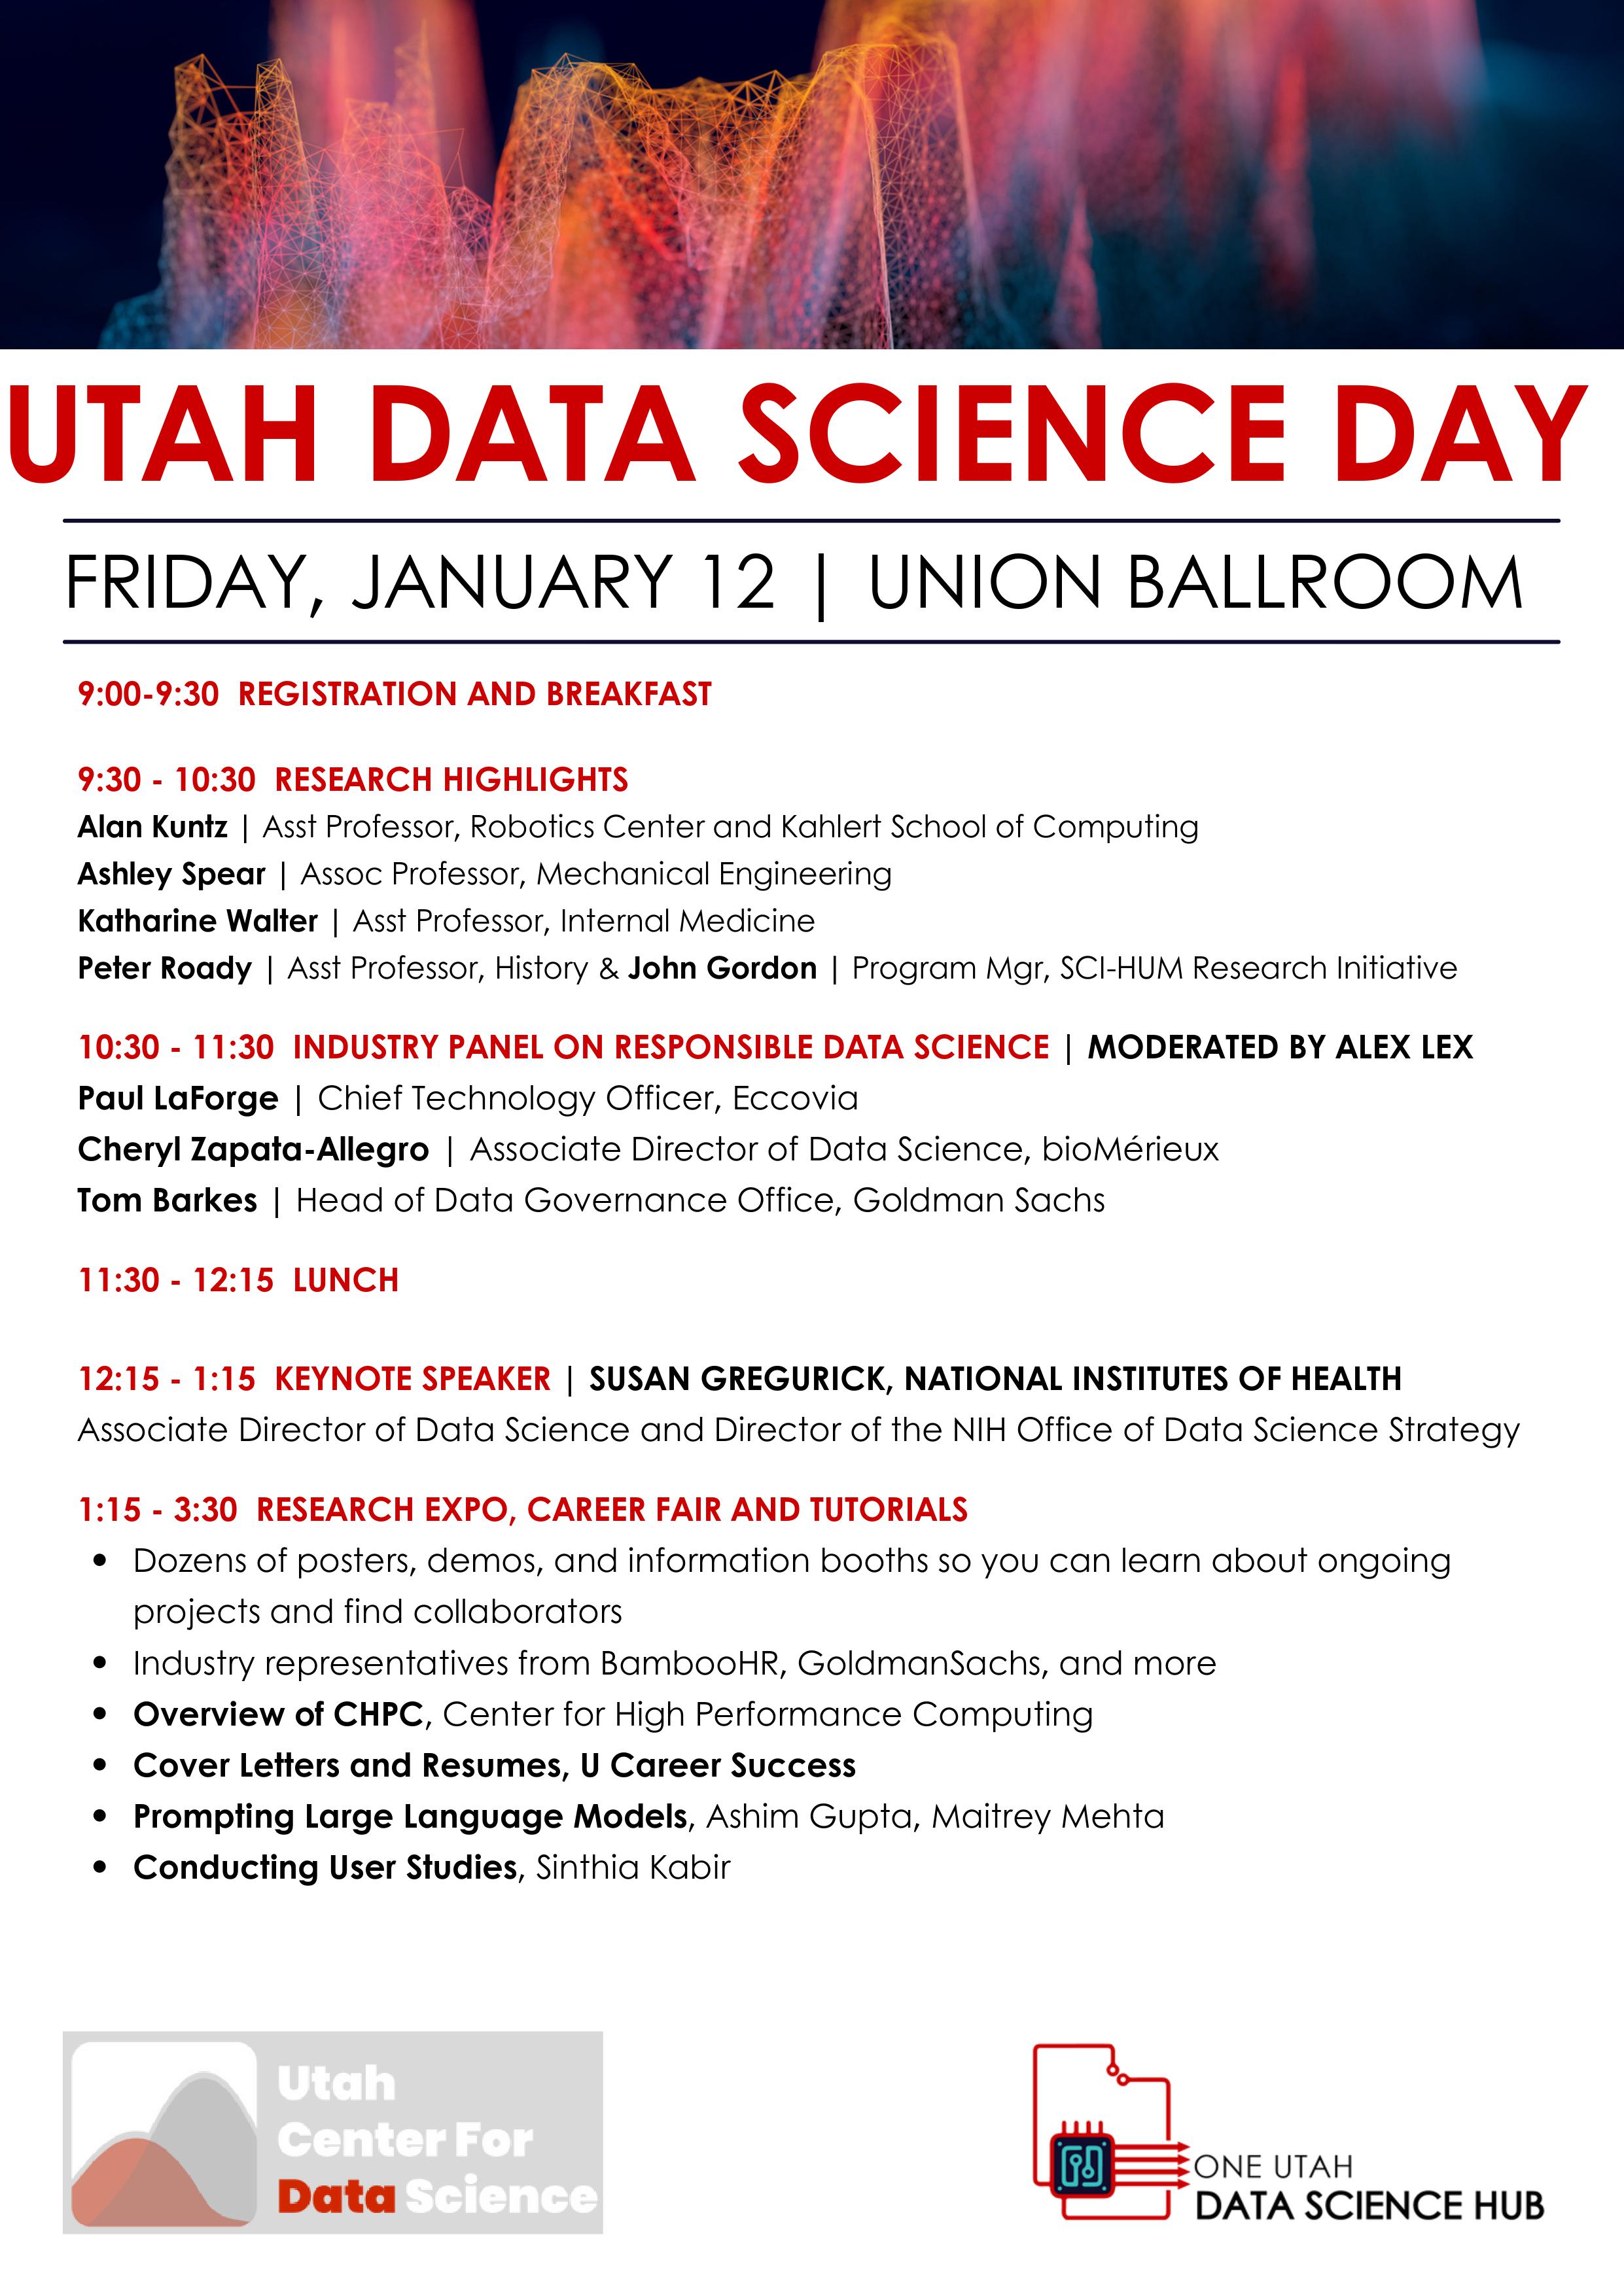 UTAH DATA SCIENCE DAY
FRIDAY, JANUARY 12 | UNION BALLROOM
9:00-9:30 REGISTRATION AND BREAKFAST
9:30 - 10:30 RESEARCH HIGHLIGHTS
Alan Kuntz | Asst Professor, Robotics Center and Kahlert School of Computing
Ashley Spear | Assoc Professor, Mechanical Engineering
Katharine Walter | Asst Professor, Internal Medicine
Peter Roady | Asst Professor, History & John Gordon | Program Mgr, SCI-HUM Research Initiative
10:30 - 11:30 INDUSTRY PANEL ON RESPONSIBLE DATA SCIENCE | MODERATED BY ALEX LEX
Paul LaForge | Chief Technology Officer, Eccovia
Cheryl Zapata-Allegro | Associate Director of Data Science, bioMérieux
Tom Barkes | Head of Data Governance Office, Goldman Sachs
11:30 - 12:15 LUNCH
12:15 - 1:15 KEYNOTE SPEAKER | SUSAN GREGURICK, NATIONAL INSTITUTES OF HEALTH
Associate Director of Data Science and Director of the NIH Office of Data Science Strategy
1:15 - 3:30 RESEARCH EXPO, CAREER FAIR AND TUTORIALS
• Dozens of posters, demos, and information booths so you can learn about ongoing
projects and find collaborators
• Industry representatives from BambooHR, GoldmanSachs, and more
• Overview of CHPC, Center for High Performance Computing
• Cover Letters and Resumes, U Career Success
• Prompting Large Language Models, Ashim Gupta, Maitrey Mehta
• Conducting User Studies, Sinthia Kabir
Utah
Center For
Data Science
ONE UTAH
DATA SCIENCE HUB